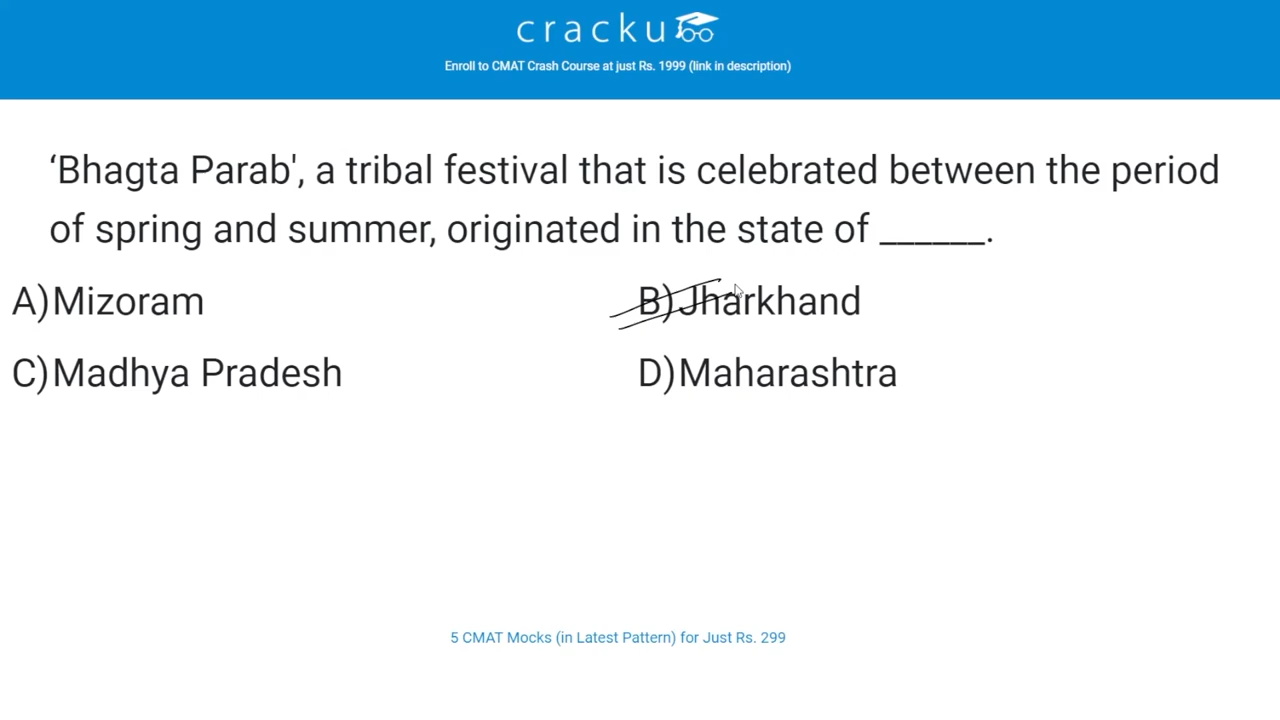 cracku
Enroll to CMAT Crash Course at just Rs. 1999 (link in description)
‘Bhagta Parab', a tribal festival that is celebrated between the period
of spring and summer, originated in the state of ______.
A)Mizoram B)Jharkhand
C)Madhya Pradesh D)Maharashtra
5 CMAT Mocks (in Latest Pattern) for Just Rs. 299